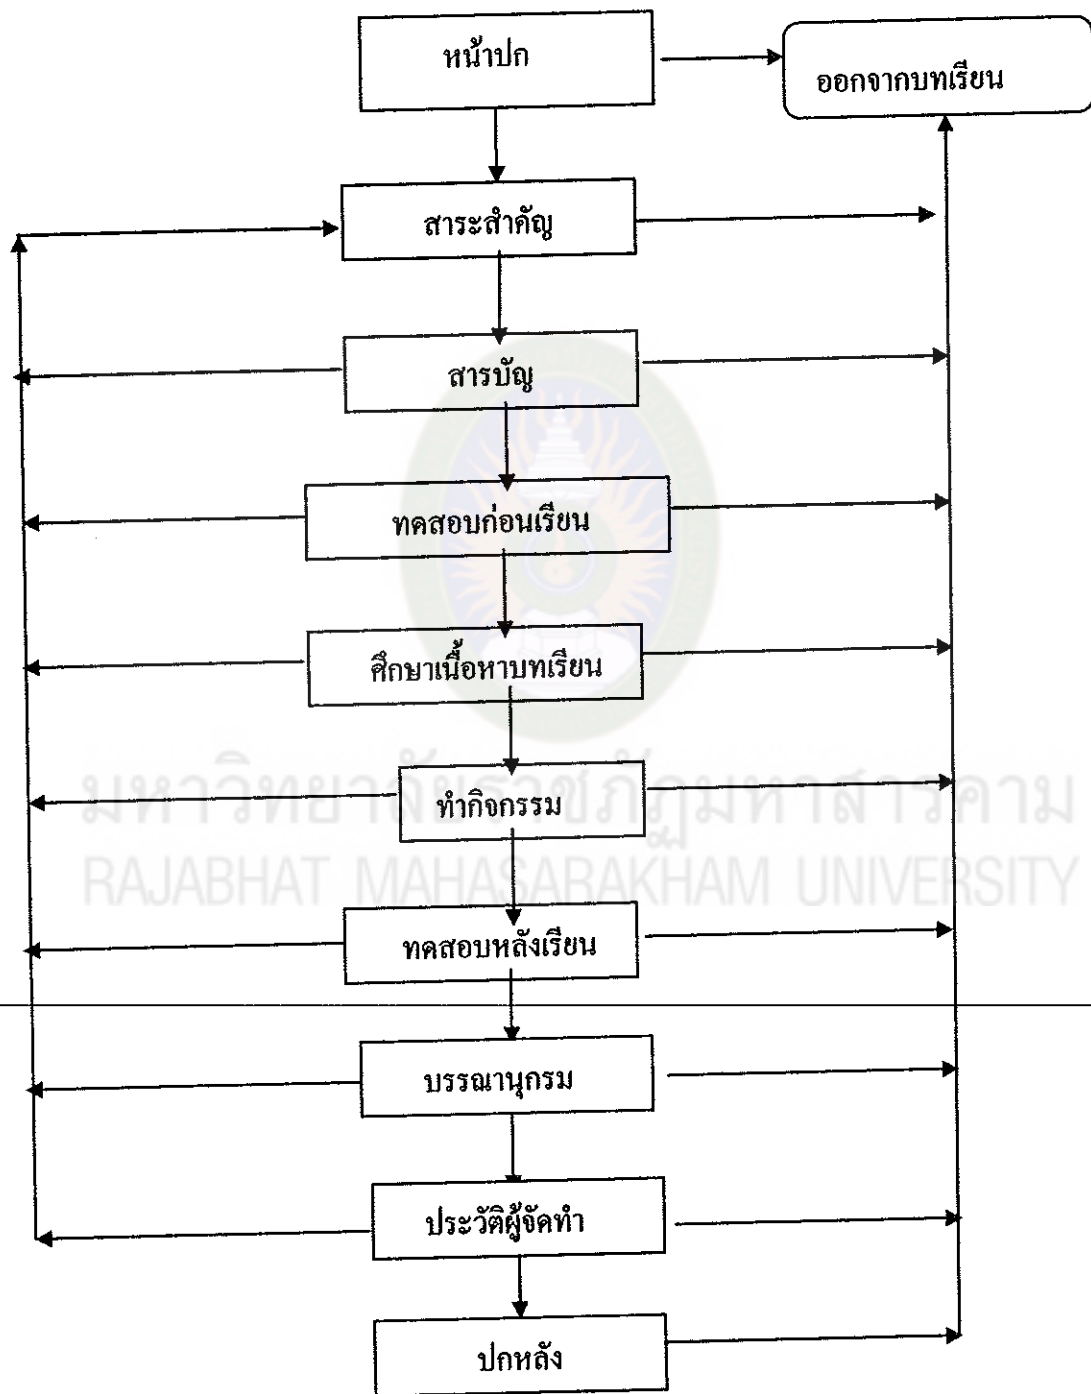 หน้าปก
ออกจากบทเรียน
สาระสำคัญ
สารบัญ
ทดสอบก่อนเรียน
ศึกษาเนื้อหาบทเรียน
ทำกิจกรรม
มหาวิทยาลัยราชภัฏมหาสารคาม
RAJABHAT MAHASARAKHAM UNIVERSITY
ทดสอบหลังเรียน
บรรณานุกรม
ประวัติผู้จัดทำ
ปกหลัง